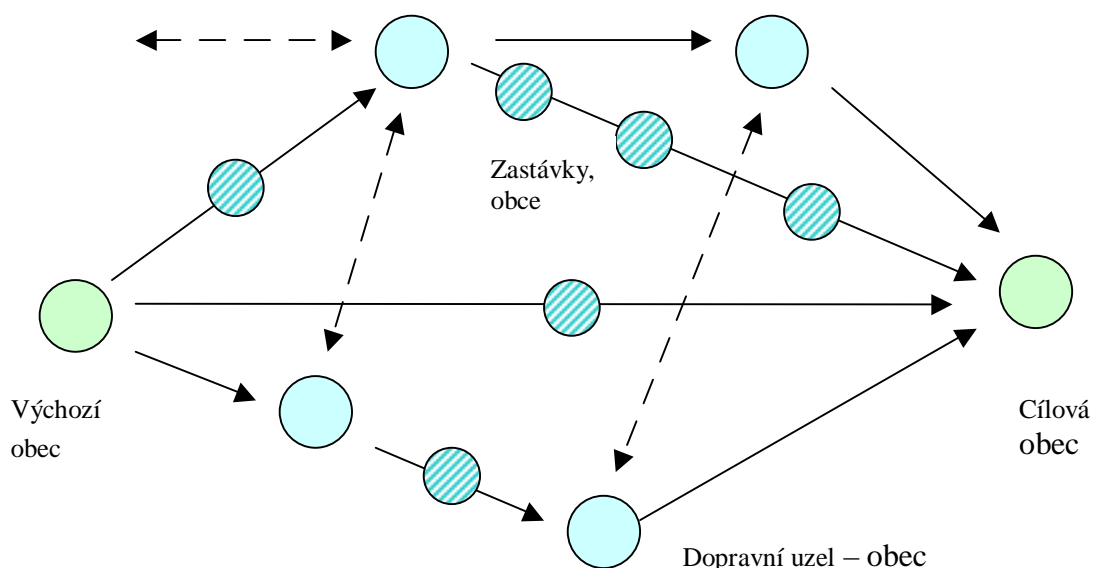 Zastávky,
obce
Výchozí
obec
Cílová
obec
Dopravní uzel – obec